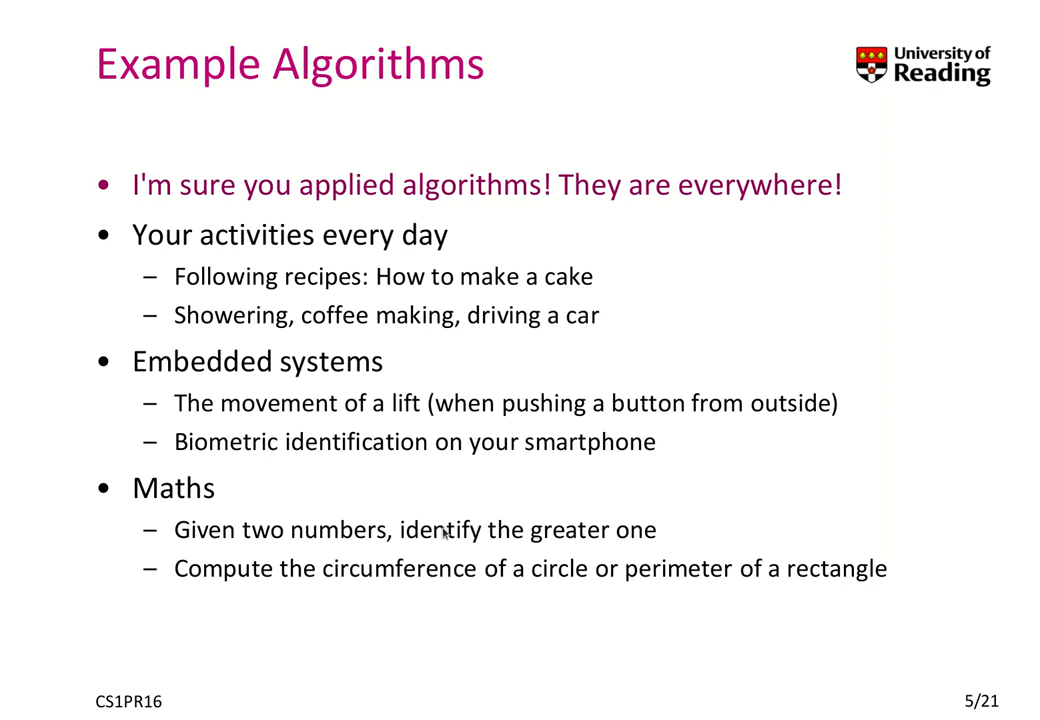 Example Algorithms
University of
Reading
• I'm sure you applied algorithms! They are everywhere!
• Your activities every day
– Following recipes: How to make a cake
– Showering, coffee making, driving a car
• Embedded systems
– The movement of a lift (when pushing a button from outside)
– Biometric identification on your smartphone
• Maths
– Given two numbers, identify the greater one
– Compute the circumference of a circle or perimeter of a rectangle
CS1PR16
5/21